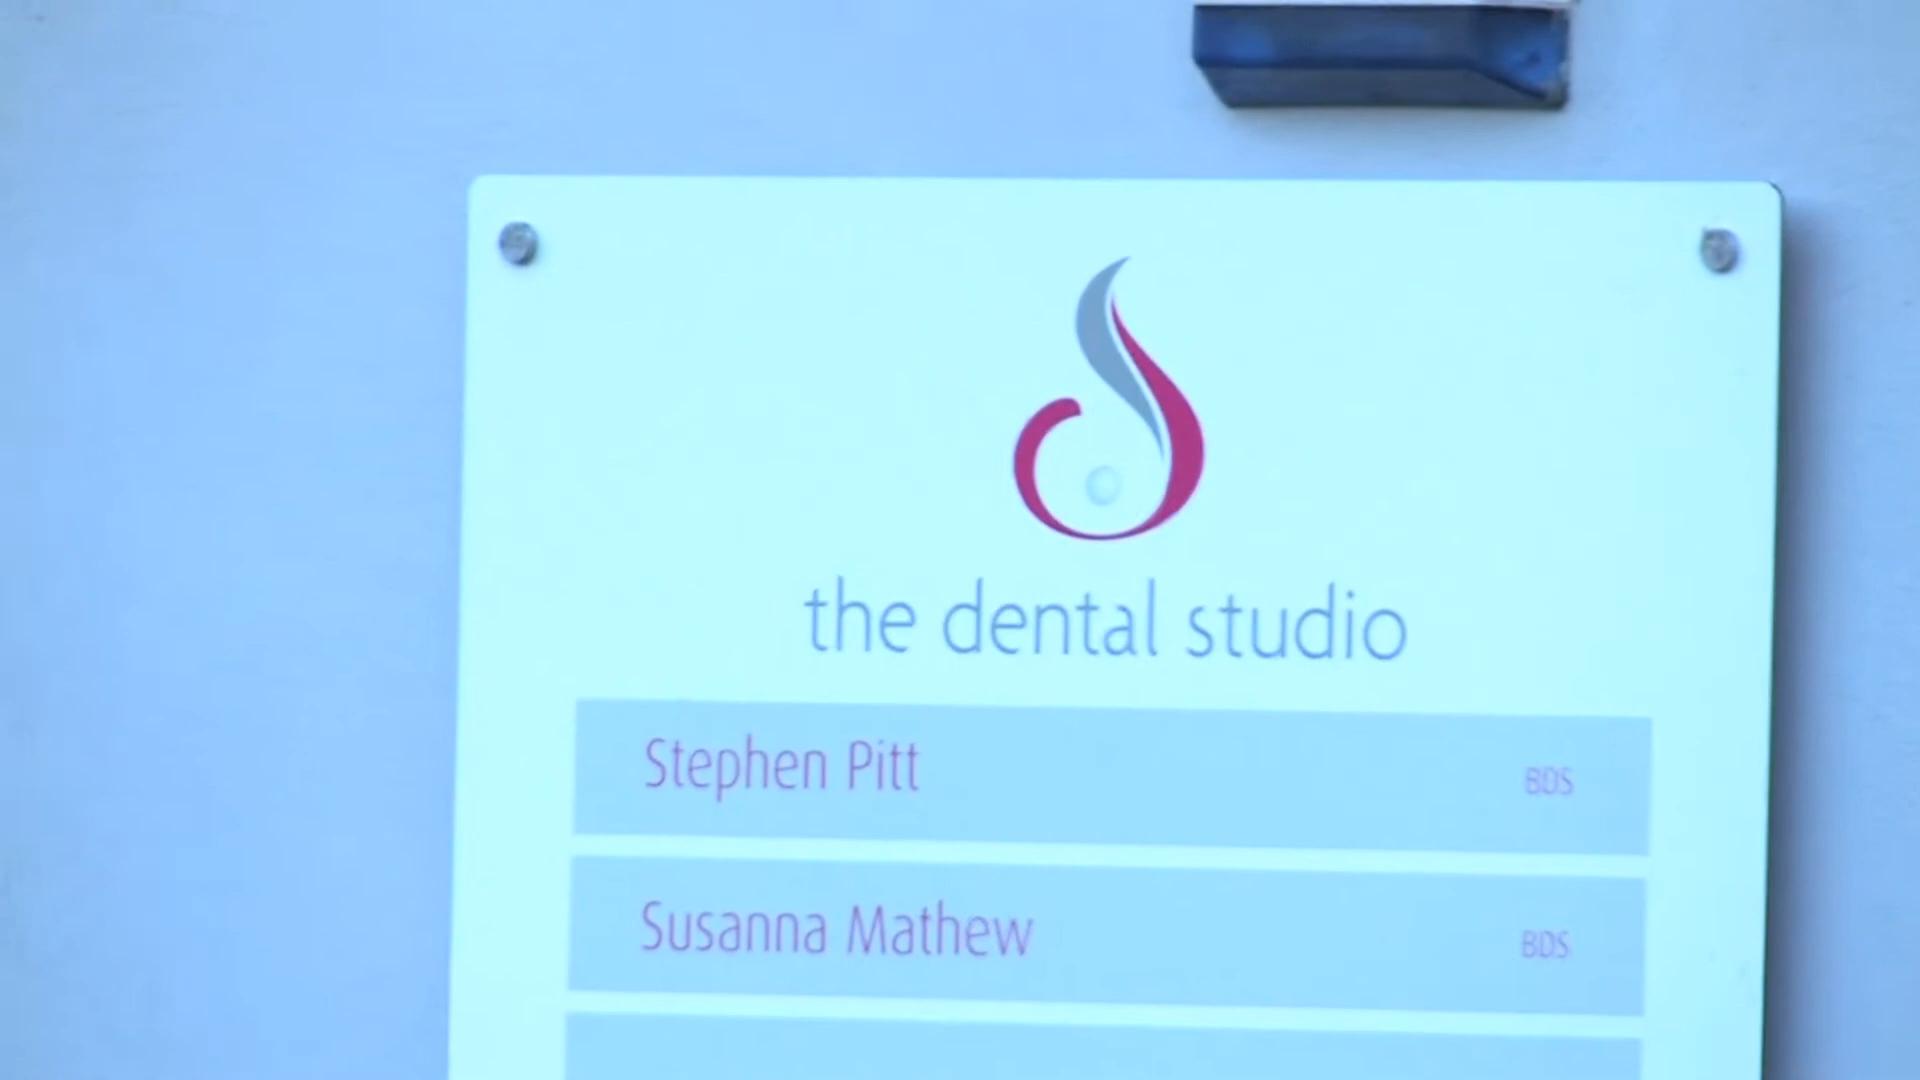 the dental studio
Stephen Pitt BDS
Susanna Mathew BDS